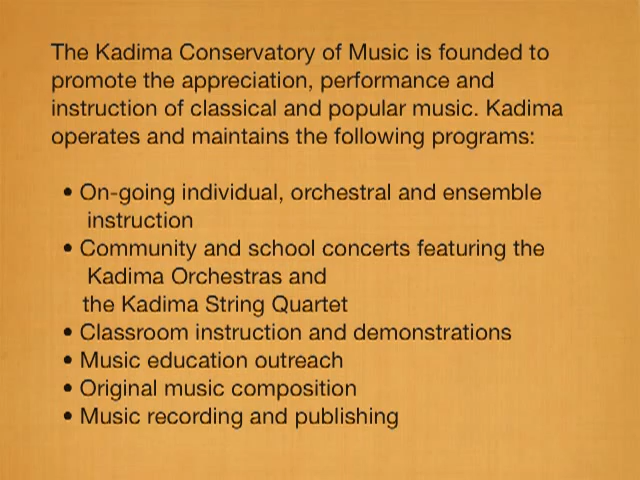 The Kadima Conservatory of Music is founded to
promote the appreciation, performance and
instruction of classical and popular music. Kadima
operates and maintains the following programs:
• On-going individual, orchestral and ensemble
instruction
• Community and school concerts featuring the
Kadima Orchestras and
the Kadima String Quartet
• Classroom instruction and demonstrations
• Music education outreach
• Original music composition
• Music recording and publishing